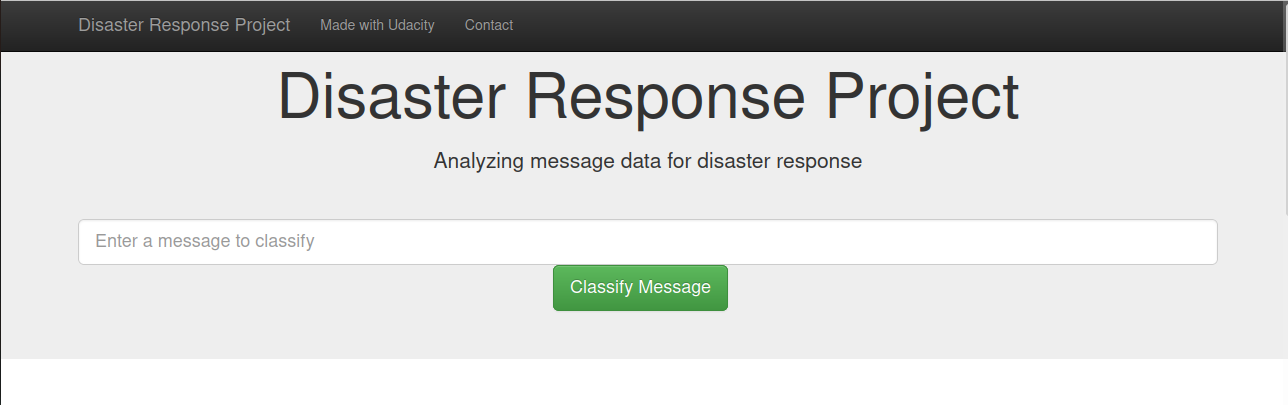 Disaster Response Project Made with Udacity Contact
Disaster Response Project
Analyzing message data for disaster response
Enter a message to classify
Classify Message